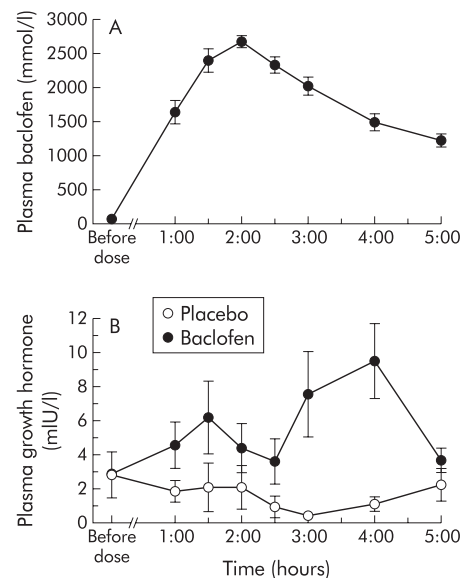 A
Plasma baclofen (mmol/l)
3000
2500
2000
1500
1000
500
0
Before dose
1:00
2:00
3:00
4:00
5:00
B
Placebo
Baclofen
Plasma growth hormone
(mIU/l)
12
10
8
6
4
2
0
Before dose
1:00
2:00
3:00
4:00
5:00
Time (hours)